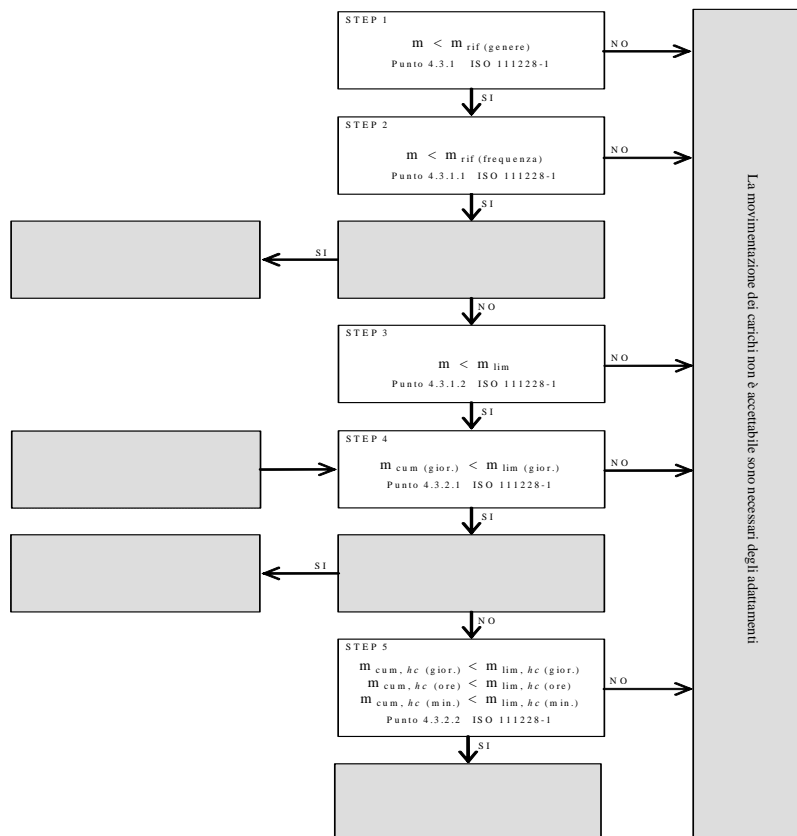 STEP 1
m < m rif (genere)
NO
Punto 4.3.1 ISO 111228-1
SI
STEP 2
m < m rif (frequenza)
NO
Punto 4.3.1.1 ISO 111228-1
SI
SI
NO
STEP 3
m < m lim
NO
Punto 4.3.1.2 ISO 111228-1
SI
STEP 4
m cum (gior.) < m lim (gior.)
NO
Punto 4.3.2.1 ISO 111228-1
SI
SI
NO
STEP 5
m cum, hc (gior.) < m lim, hc (gior.)
m cum, hc (ore) < m lim, hc (ore)
NO
m cum, hc (min.) < m lim, hc (min.)
Punto 4.3.2.2 ISO 111228-1
SI
La movimentazione dei carichi non è accettabile sono necessari degli adattamenti